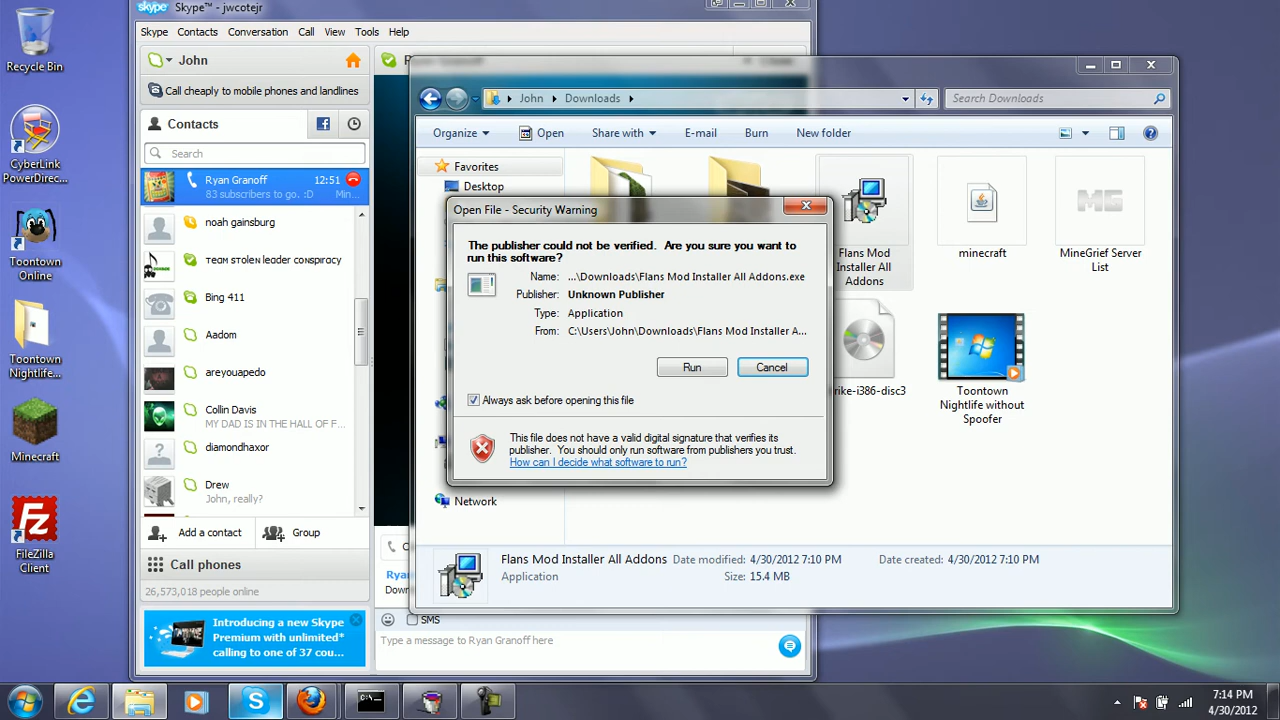 Recycle Bin
CyberLink
PowerDirec...
Toontown
Online
Toontown
Nightlife...
Minecraft
FileZilla
Client
Skype™ - jwcotejr
Skype Contacts Conversation Call View Tools Help
John
Call cheaply to mobile phones and landlines
Contacts
Search
Ryan Granoff 12:51
83 subscribers to go. :D Min...
noah gainsburg
Bing 411
Aadom
areyouapedo
Collin Davis
MY DAD IS IN THE HALL OF F...
diamondhaxor
Drew
John, really?
Add a contact Group
Call phones
26,573,018 people online
Introducing a new Skype
Premium with unlimited*
calling to one of 37 cou...
SMS
Type a message to Ryan Granoff here
John Downloads
Search Downloads
Organize Open Share with E-mail Burn New folder
Favorites
Desktop
Network
Flans Mod
Installer All
Addons
minecraft
MG
MineGrief Server
List
rike-i386-disc3
Toontown
Nightlife without
Spoofer
Open File - Security Warning
The publisher could not be verified. Are you sure you want to
run this software?
Name: ...\Downloads\Flans Mod Installer All Addons.exe
Publisher: Unknown Publisher
Type: Application
From: C:\Users\John\Downloads\Flans Mod Installer A...
Run Cancel
Always ask before opening this file
This file does not have a valid digital signature that verifies its
publisher. You should only run software from publishers you trust.
How can I decide what software to run?
Flans Mod Installer All Addons Date modified: 4/30/2012 7:10 PM Date created: 4/30/2012 7:10 PM
Application Size: 15.4 MB
7:14 PM
4/30/2012